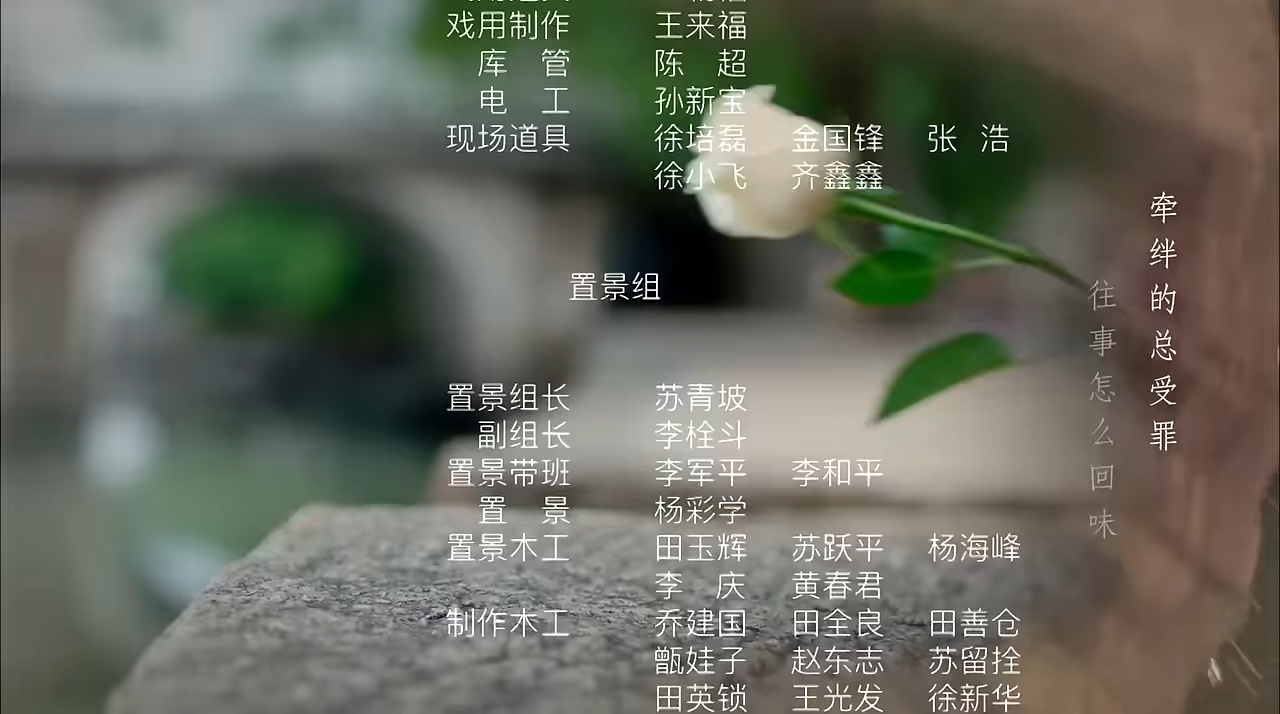 戏用制作 王来福
库 管 陈 超
电 工 孙新宝
现场道具 徐培磊 金国锋 张 浩
徐小飞 齐鑫鑫
置景组
置景组长 苏青坡
副组长 李栓斗
置景带班 李军平 李和平
置 景 杨彩学
置景木工 田玉辉 苏跃平 杨海峰
李 庆 黄春君
制作木工 乔建国 田全良 田善仓
甑娃子 赵东志 苏留拴
田英锁 王光发 徐新华
牵绊的总受罪
往事怎么回味